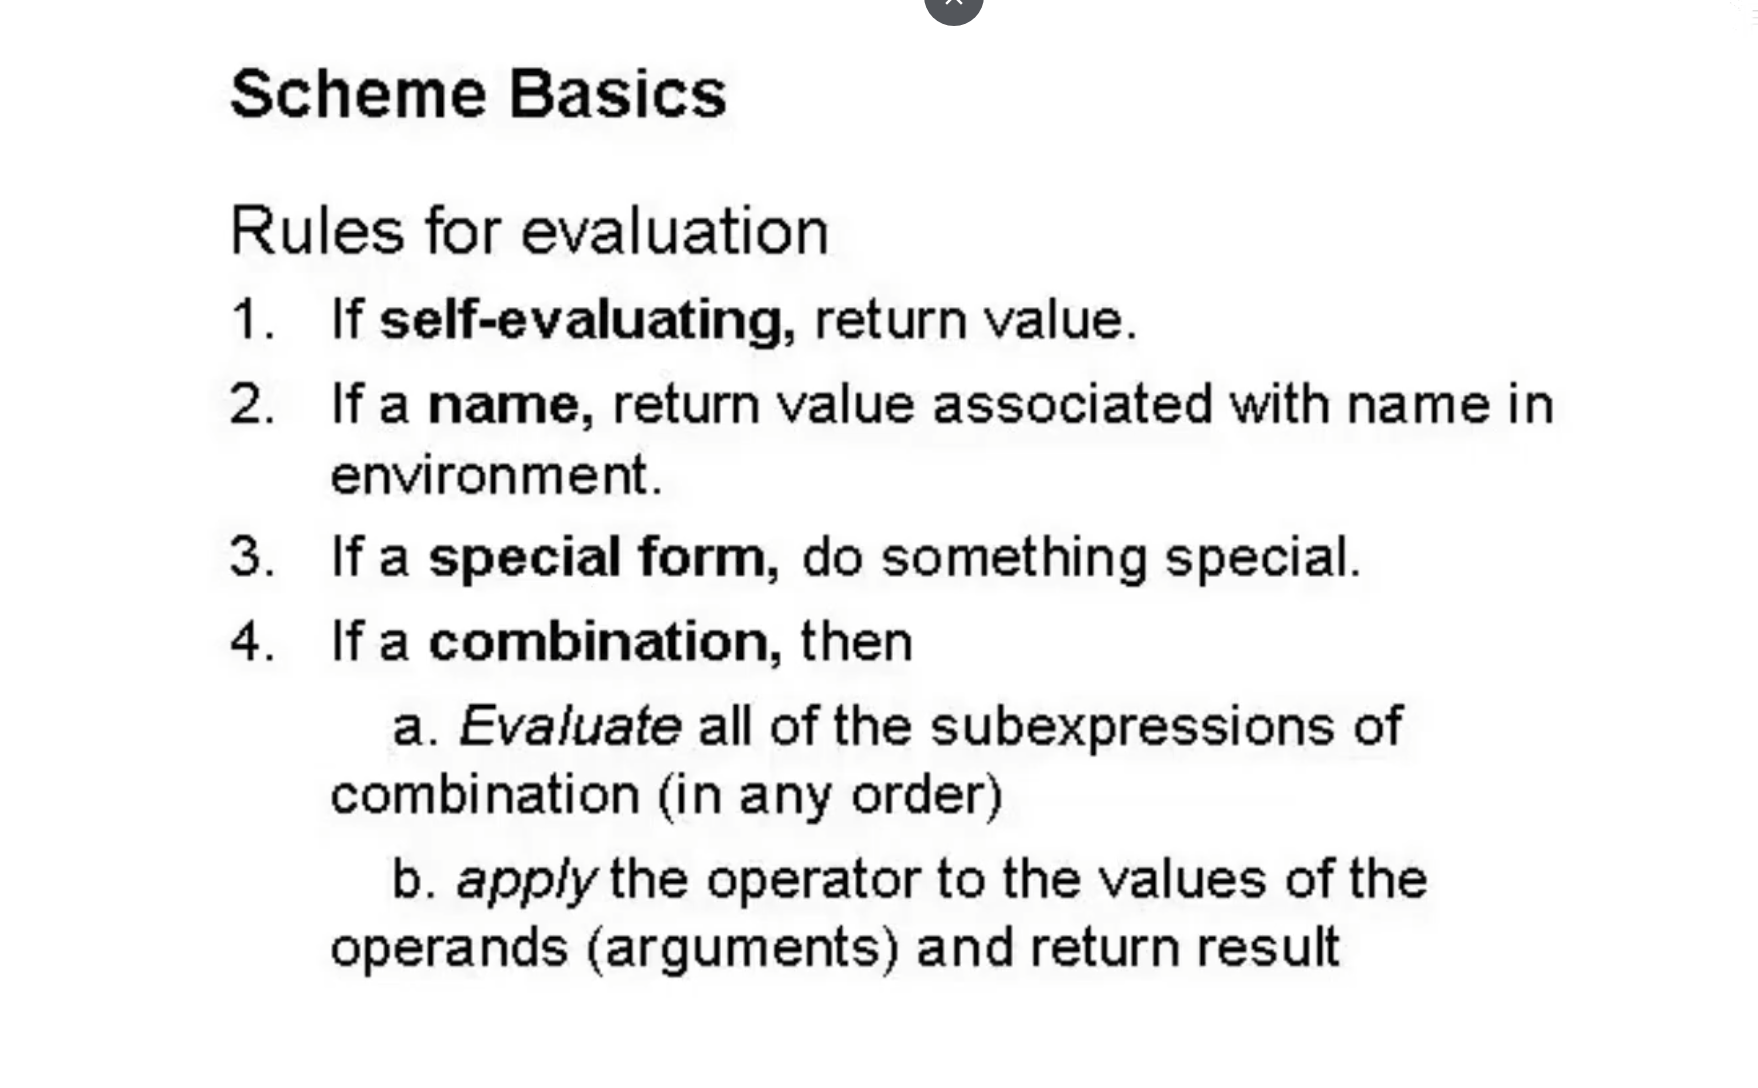 Scheme Basics
Rules for evaluation
1. If self-evaluating, return value.
2. If a name, return value associated with name in
environment.
3. If a special form, do something special.
4. If a combination, then
a. Evaluate all of the subexpressions of
combination (in any order)
b. apply the operator to the values of the
operands (arguments) and return result